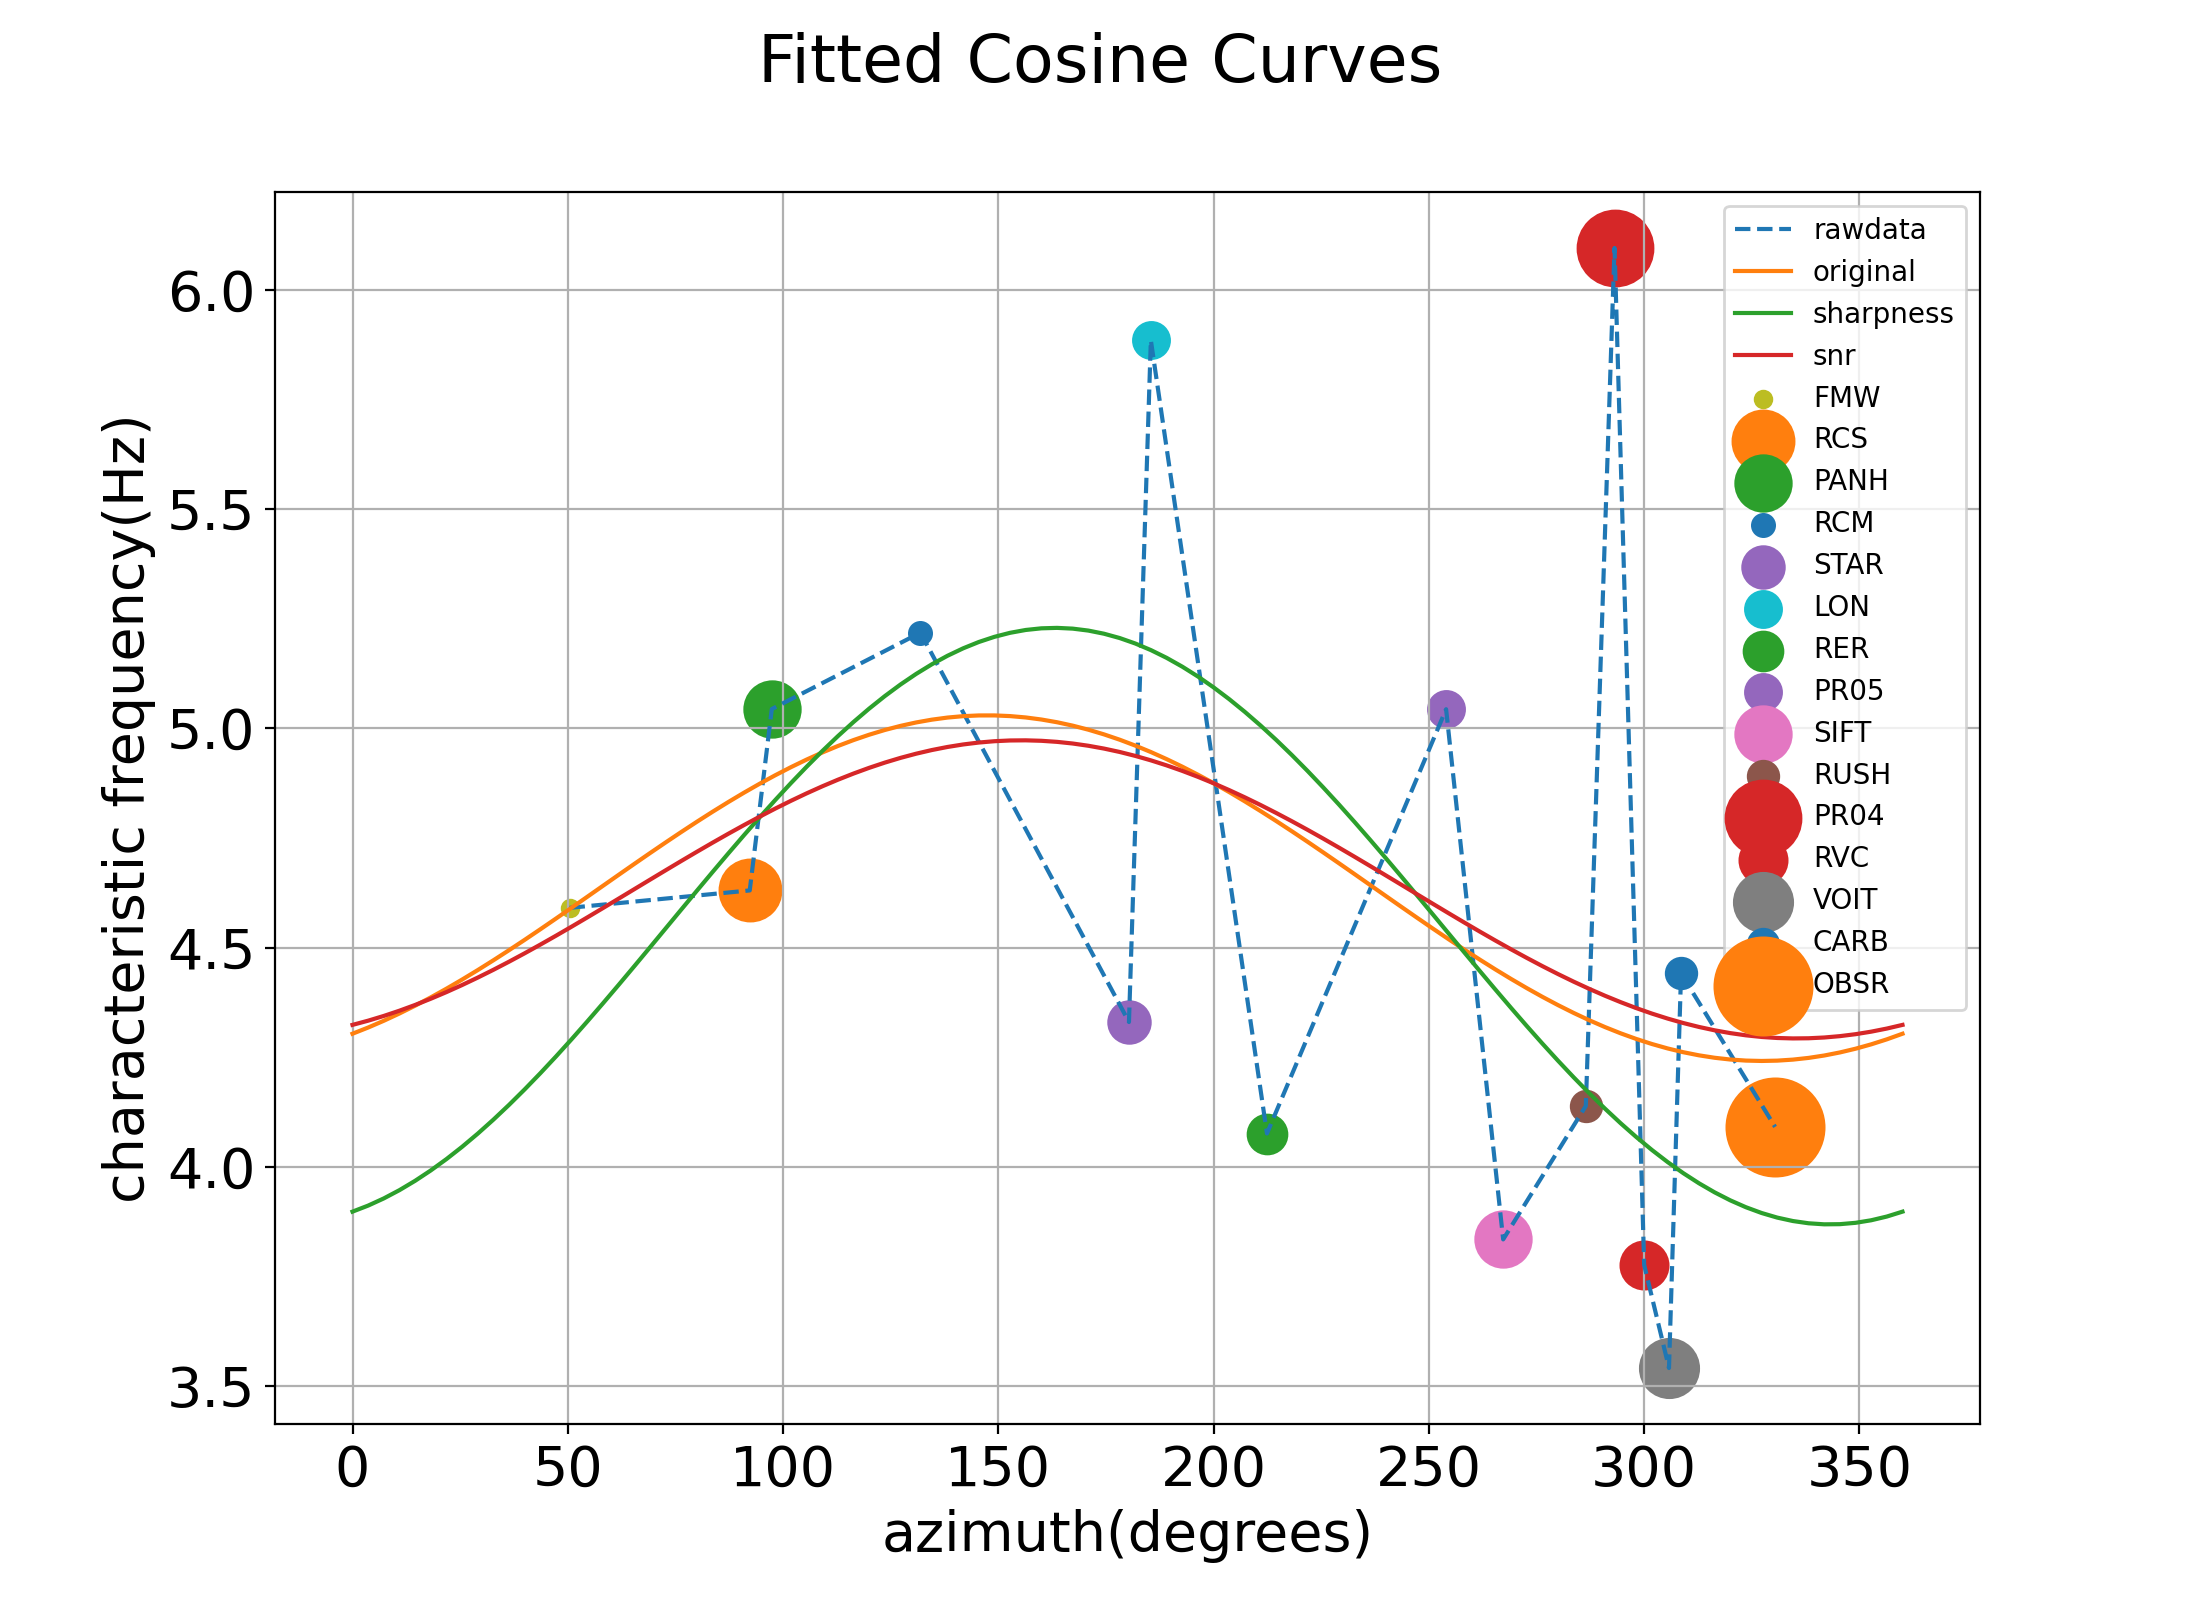 Fitted Cosine Curves
characteristic frequency(Hz)
6.0
5.5
5.0
4.5
4.0
3.5
0 50 100 150 200 250 300 350
azimuth(degrees)
rawdata
original
sharpness
snr
FMW
RCS
PANH
RCM
STAR
LON
RER
PR05
SIFT
RUSH
PR04
RVC
VOIT
CARB
OBSR